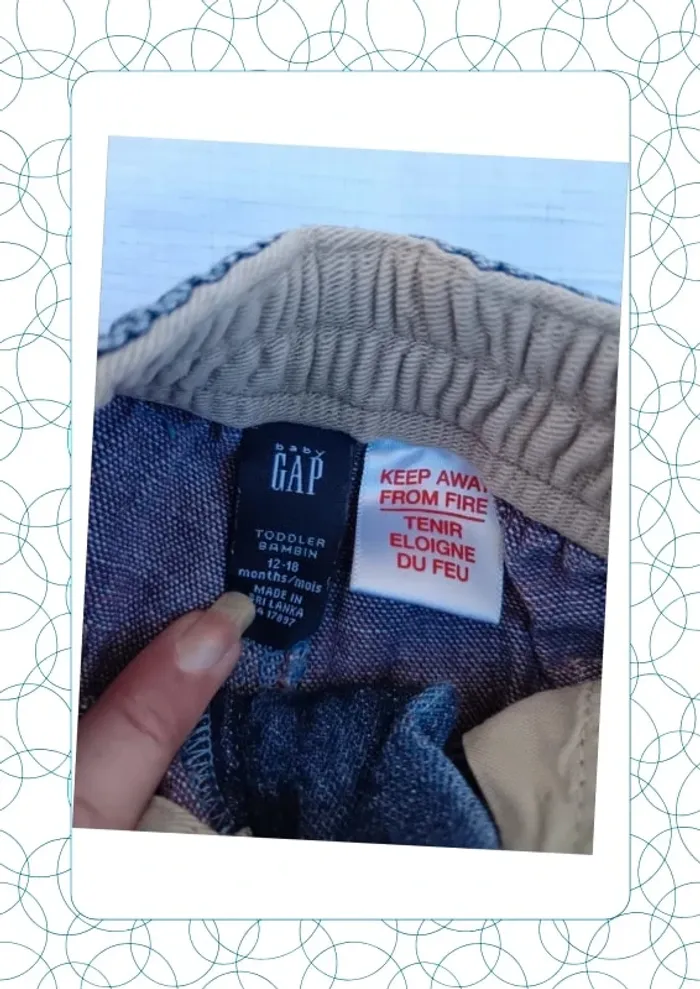 baby
GAP
TODDLER
BAMBIN
12-18
months/mois
MADE IN
SRI LANKA
17897
KEEP AWAY
FROM FIRE
TENIR
ELOIGNE
DU FEU